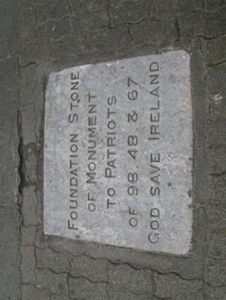 FOUNDATION STONE
OF MONUMENT
TO PATRIOTS
OF 98. 48. & 67
GOD SAVE IRELAND